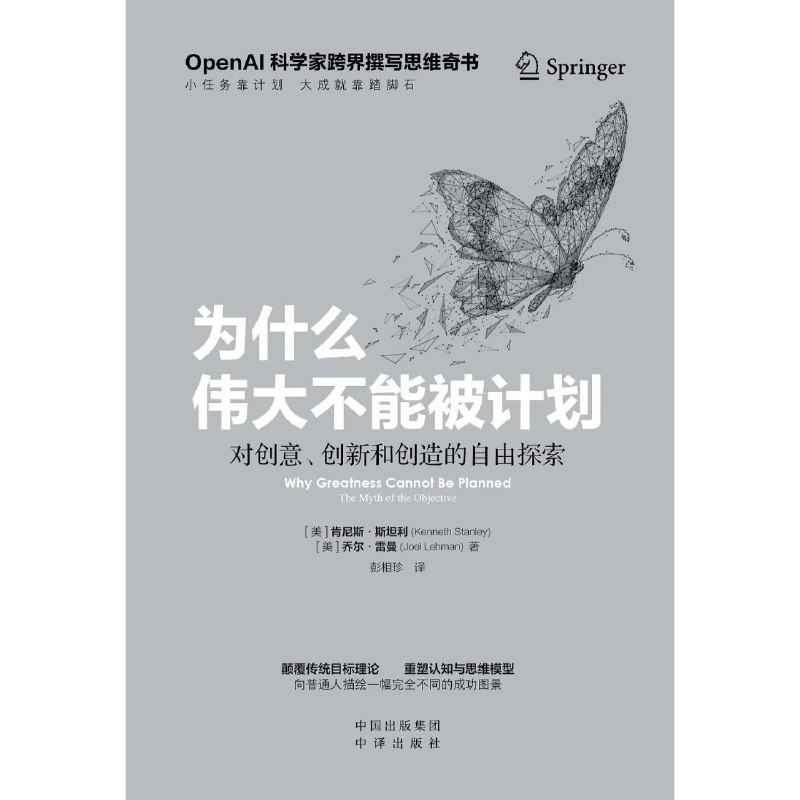 OpenAI 科学家跨界撰写思维奇书
小任务靠计划 大成就靠踏脚石
Springer
为什么
伟大不能被计划
对创意、创新和创造的自由探索
Why Greatness Cannot Be Planned
The Myth of the Objective
[美]肯尼斯·斯坦利(Kenneth Stanley)
[美]乔尔·雷曼(Joel Lehman)著
彭相珍 译
颠覆传统目标理论 重塑认知与思维模型
向普通人描绘一幅完全不同的成功图景
中国出版集团
中译出版社